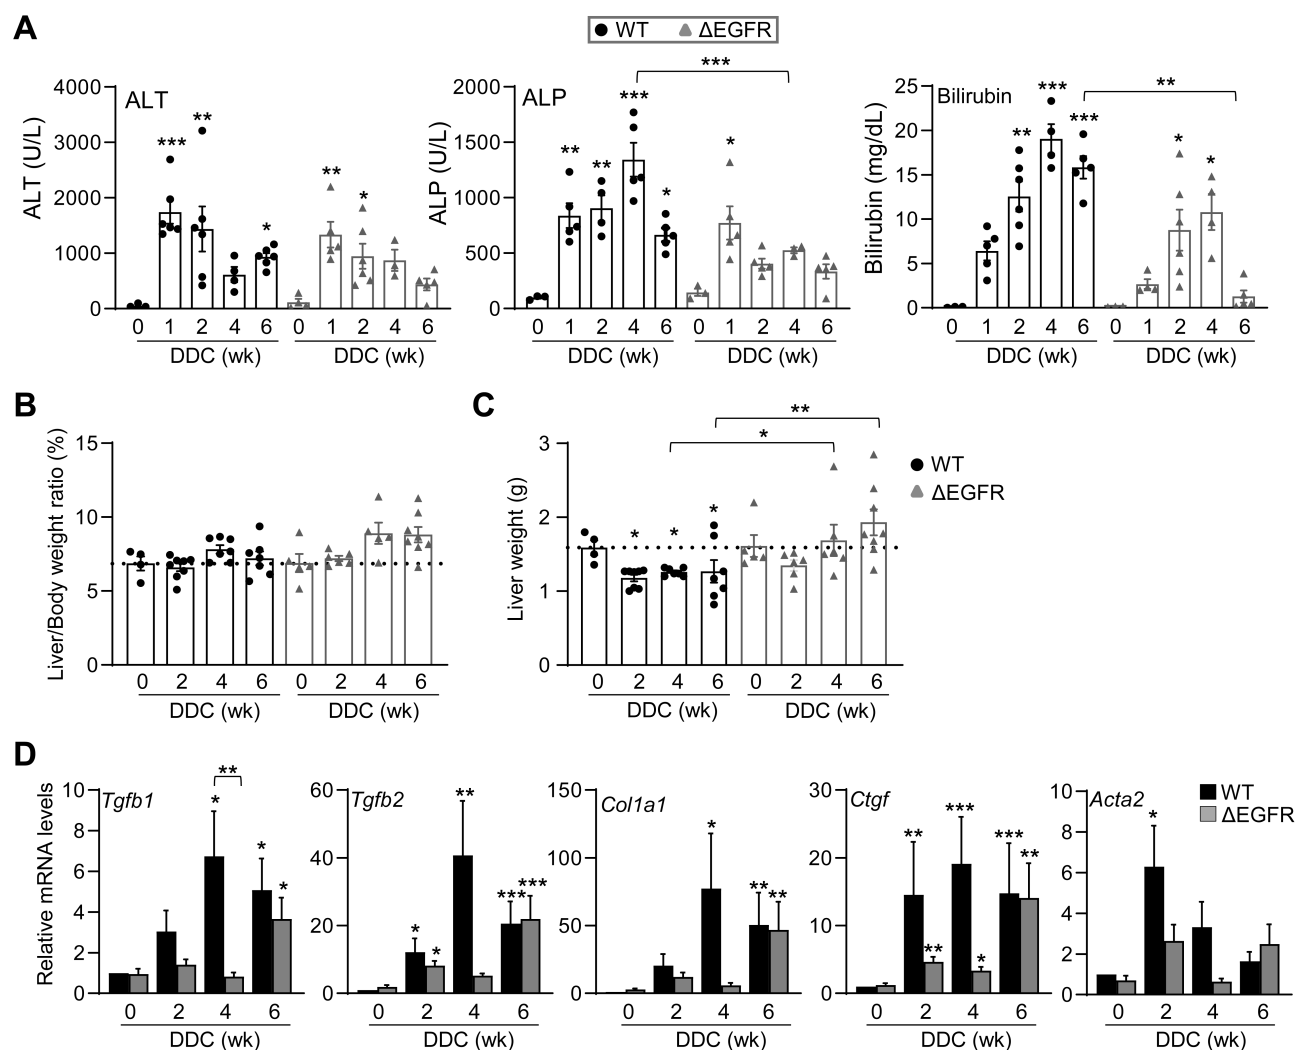 A
WT ΔEGFR
ALT
ALT (U/L)
4000
3000
2000
1000
0
***
**
*
**
*
0 1 2 4 6 0 1 2 4 6
DDC (wk) DDC (wk)
ALP
ALP (U/L)
2000
1500
1000
500
0
***
**
**
***
*
*
0 1 2 4 6 0 1 2 4 6
DDC (wk) DDC (wk)
Bilirubin
Bilirubin (mg/dL)
25
20
15
10
5
0
**
**
***
***
*
*
0 1 2 4 6 0 1 2 4 6
DDC (wk) DDC (wk)
B
Liver/Body weight ratio (%)
15
10
5
0
0 2 4 6 0 2 4 6
DDC (wk) DDC (wk)
C
Liver weight (g)
3
2
1
0
**
*
* * *
WT
ΔEGFR
0 2 4 6 0 2 4 6
DDC (wk) DDC (wk)
D
Relative mRNA levels
Tgfb1
10
8
6
4
2
0
**
*
*
*
0 2 4 6
DDC (wk)
Tgfb2
60
40
20
0
*
*
**
***
***
0 2 4 6
DDC (wk)
Col1a1
150
100
50
0
*
**
**
0 2 4 6
DDC (wk)
Ctgf
30
20
10
0
**
**
***
*
***
**
0 2 4 6
DDC (wk)
Acta2
10
8
6
4
2
0
*
WT
ΔEGFR
0 2 4 6
DDC (wk)